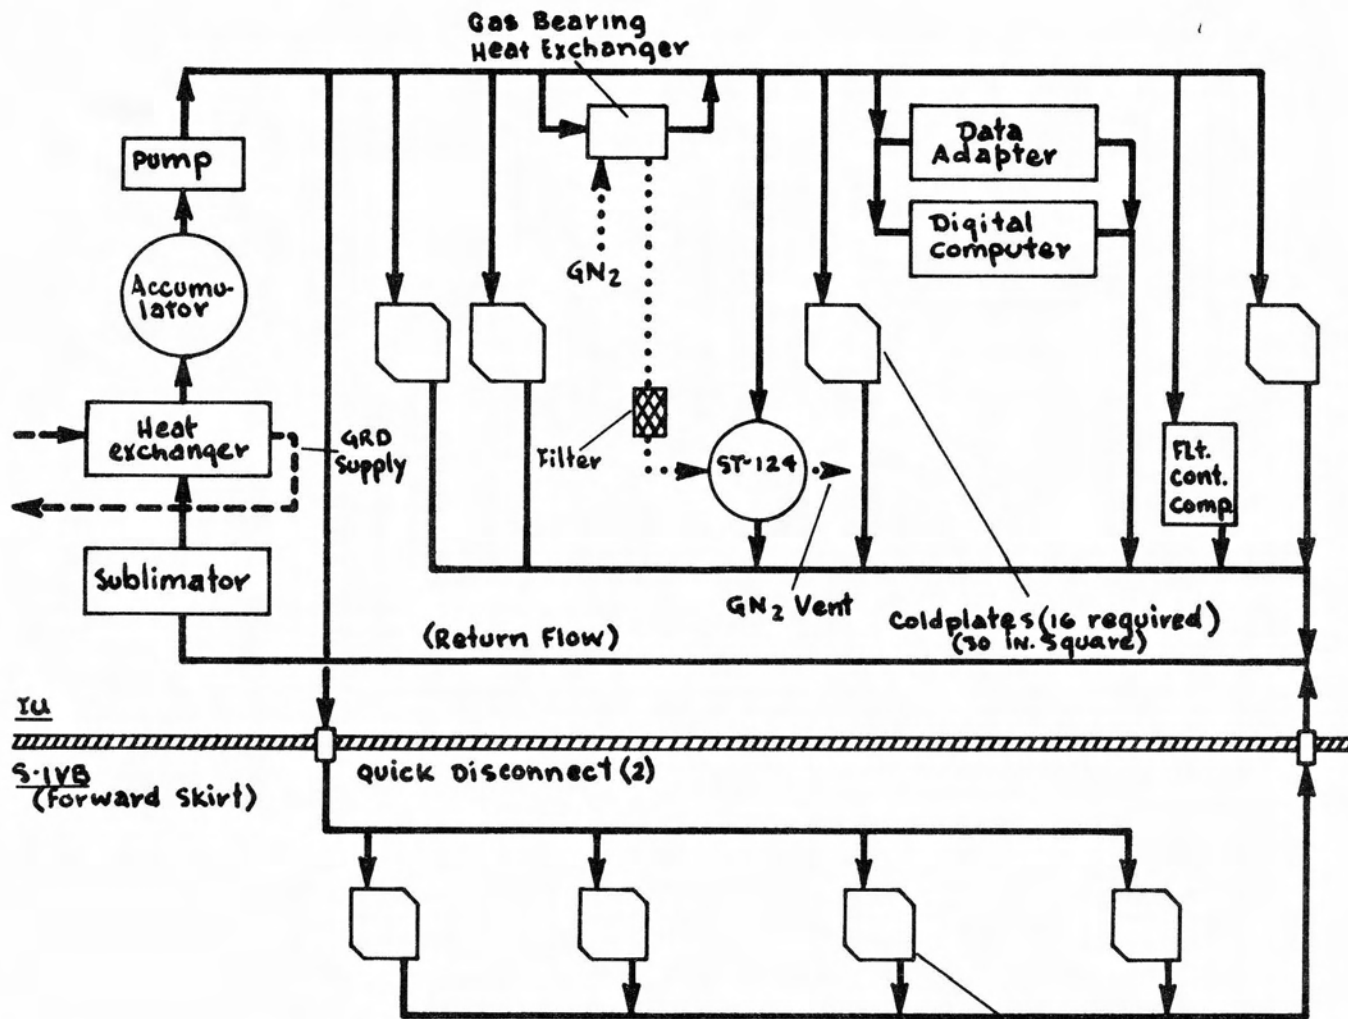 Gas Bearing
Heat Exchanger
Pump
Data
Adapter
Digital
Computer
GN2
Accumu-
lator
Heat
exchanger
GRD
Supply
Filter
ST-124
Flt.
Cont.
Comp.
Sublimator
GN2 Vent
Coldplates (16 required)
(30 IN. Square)
(Return Flow)
IU
S-IVB
(Forward Skirt)
Quick Disconnect (2)